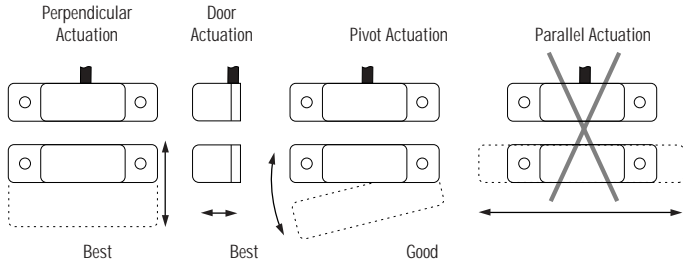 Perpendicular
Actuation
Door
Actuation
Pivot Actuation
Parallel Actuation
Best
Best
Good